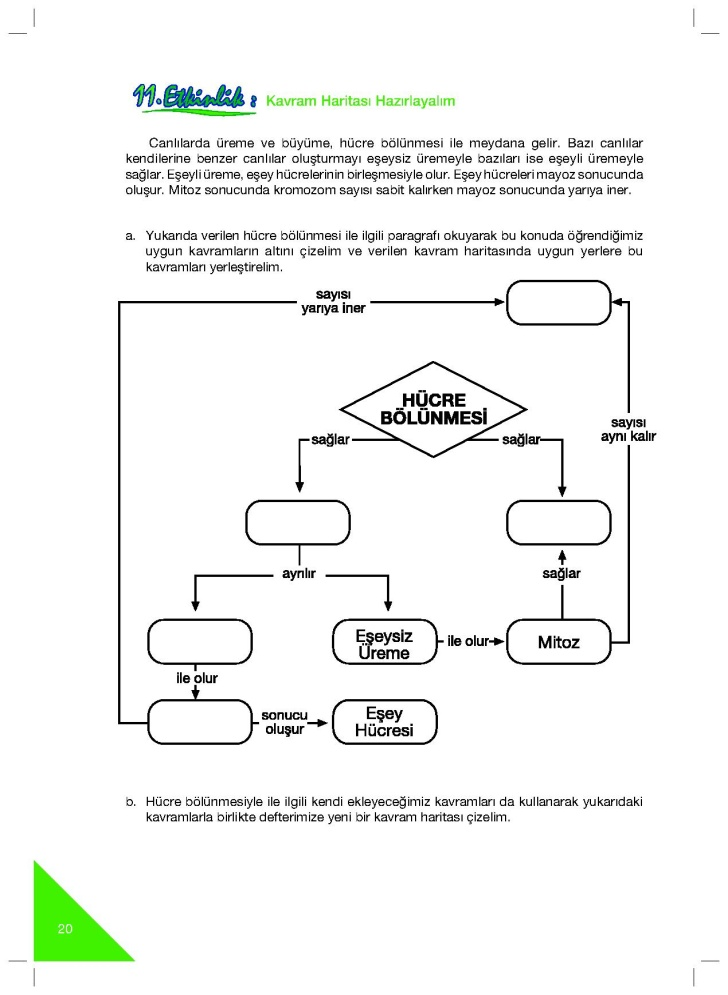 11.Etkinlik : Kavram Haritası Hazırlayalım
Canlılarda üreme ve büyüme, hücre bölünmesi ile meydana gelir. Bazı canlılar
kendilerine benzer canlılar oluşturmayı eşeysiz üremeyle bazıları ise eşeyli üremeyle
sağlar. Eşeyli üreme, eşey hücrelerinin birleşmesiyle olur. Eşey hücreleri mayoz sonucunda
oluşur. Mitoz sonucunda kromozom sayısı sabit kalırken mayoz sonucunda yarıya iner.
a. Yukarıda verilen hücre bölünmesi ile ilgili paragrafı okuyarak bu konuda öğrendiğimiz
uygun kavramların altını çizelim ve verilen kavram haritasında uygun yerlere bu
kavramları yerleştirelim.
sayısı
yarıya iner
HÜCRE
BÖLÜNMESİ
sayısı
aynı kalır
sağlar
sağlar
ayrılır
sağlar
Eşeysiz
Üreme
ile olur
Mitoz
ile olur
sonucu
oluşur
Eşey
Hücresi
b. Hücre bölünmesiyle ile ilgili kendi ekleyeceğimiz kavramları da kullanarak yukarıdaki
kavramlarla birlikte defterimize yeni bir kavram haritası çizelim.
20